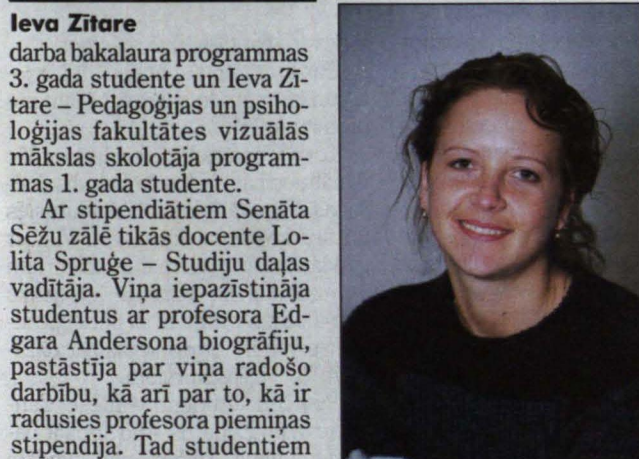 Ieva Zītare
darba bakalaura programmas
3. gada studente un Ieva Zī-
tare – Pedagoģijas un psiho-
loģijas fakultātes vizuālās
mākslas skolotāja program-
mas 1. gada studente.
Ar stipendiātiem Senāta
Sēžu zālē tikās docente Lo-
lita Spruģe – Studiju daļas
vadītāja. Viņa iepazīstināja
studentus ar profesora Ed-
gara Andersona biogrāfiju,
pastāstīja par viņa radošo
darbību, kā arī par to, kā ir
radusies profesora piemiņas
stipendija. Tad studentiem